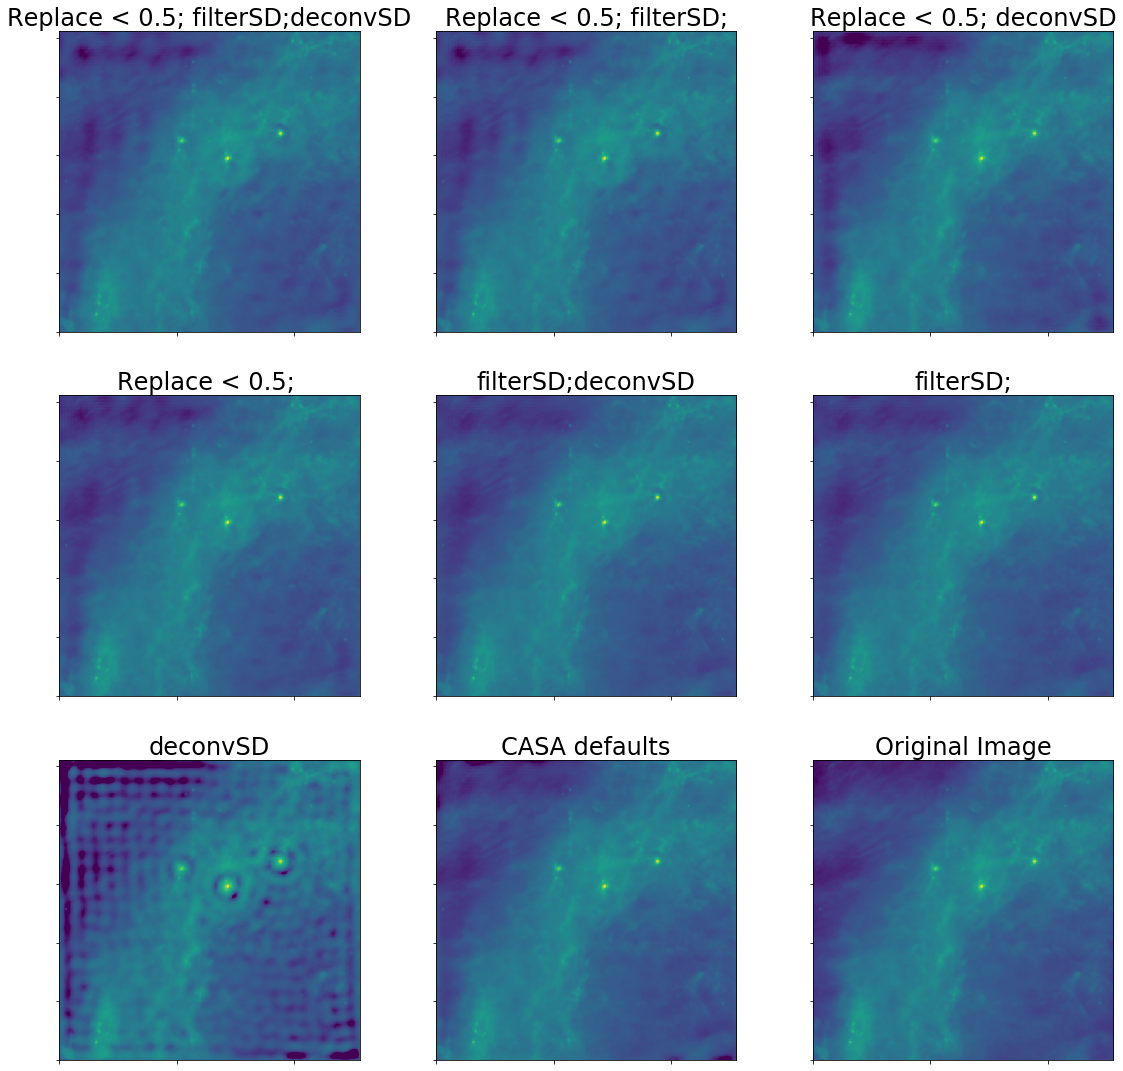 Replace < 0.5; filterSD;deconvSD
Replace < 0.5; filterSD;
Replace < 0.5; deconvSD
Replace < 0.5;
filterSD;deconvSD
filterSD;
deconvSD
CASA defaults
Original Image